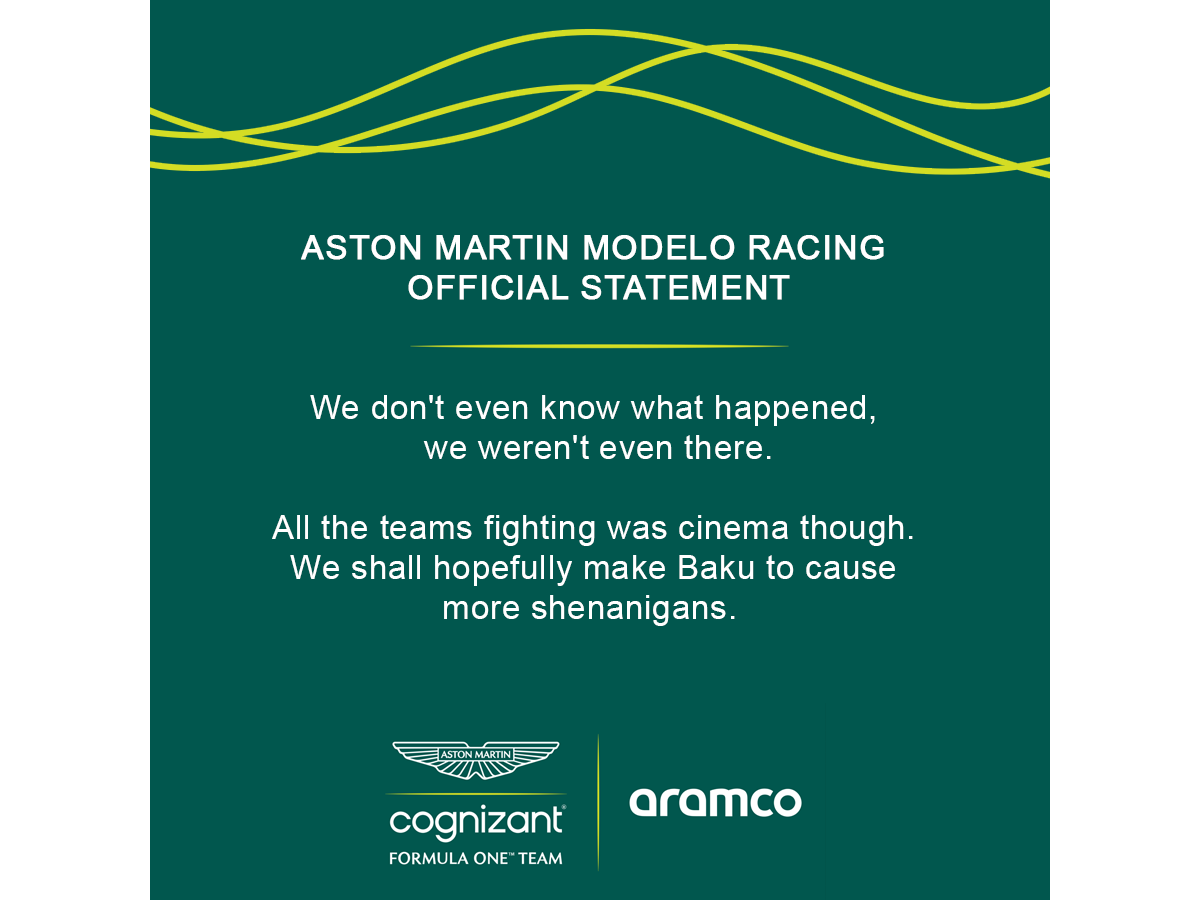 ASTON MARTIN MODELO RACING
OFFICIAL STATEMENT
We don't even know what happened,
we weren't even there.
All the teams fighting was cinema though.
We shall hopefully make Baku to cause
more shenanigans.
ASTON MARTIN
cognizant®
FORMULA ONE™ TEAM
aramco